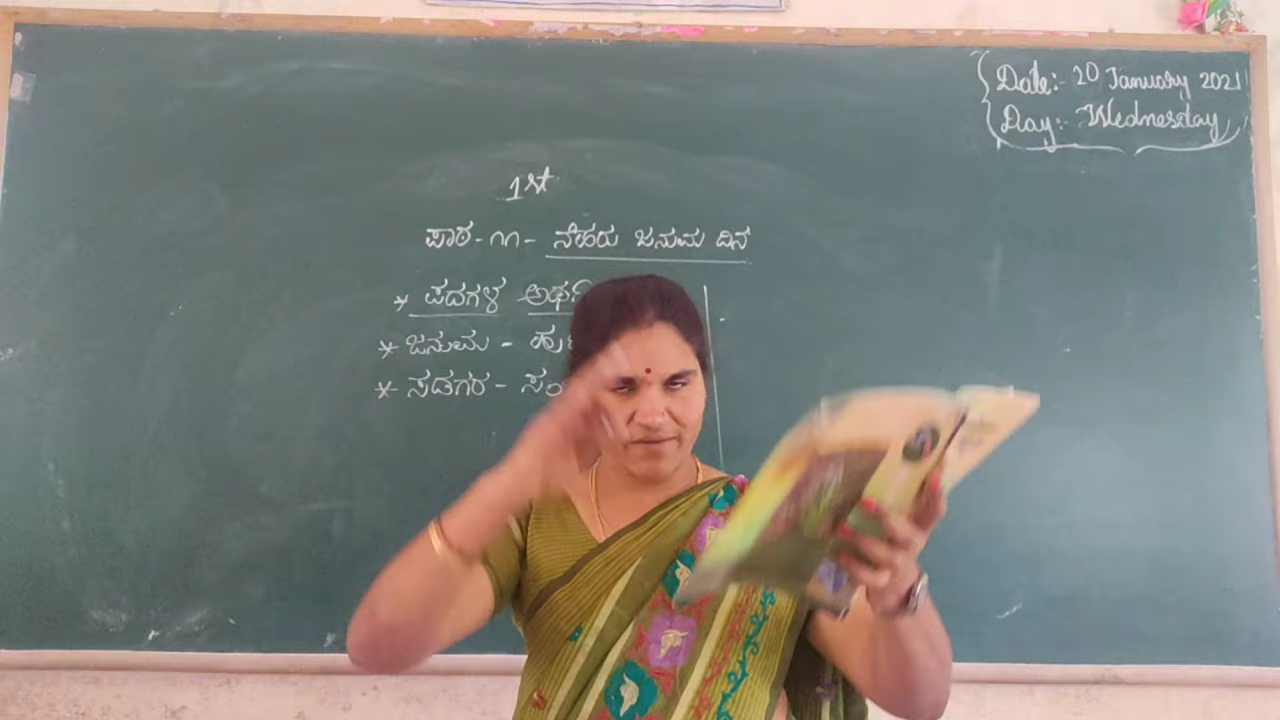 Date:- 20 January 2021
Day:- Wednesday
1st
ಪಾಠ-೧೧- ನೆಹರು ಜನುಮ ದಿನ
* ಪದಗಳ
* ಜನುಮ -
* ಸಡಗರ -